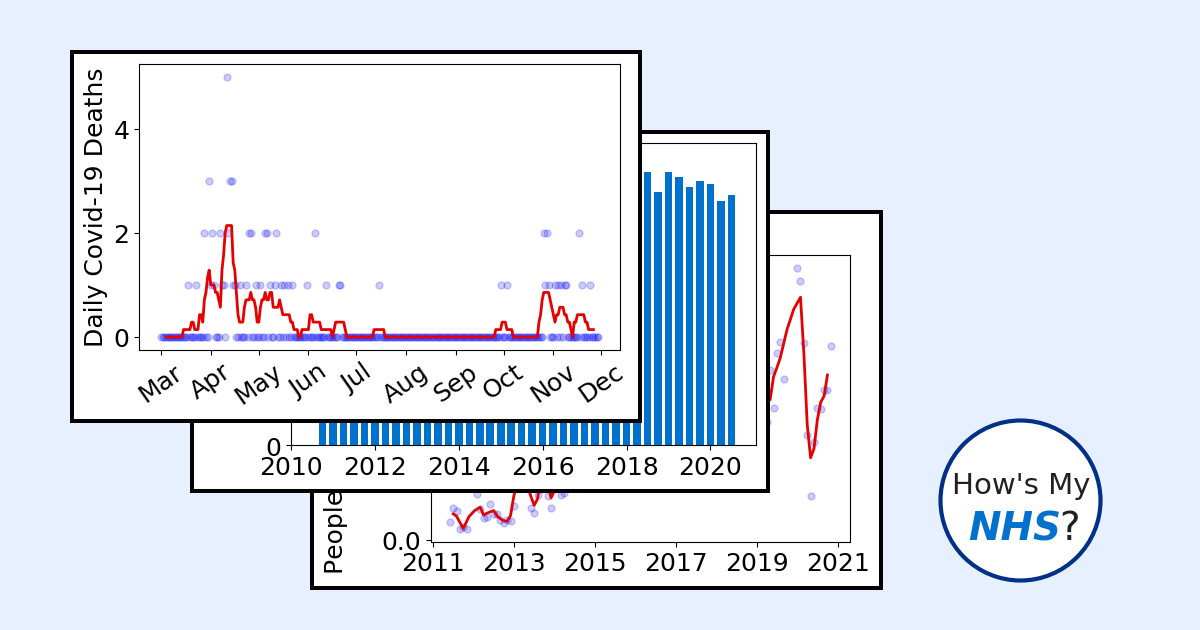 Daily Covid-19 Deaths
4
2
0
Mar Apr May Jun Jul Aug Sep Oct Nov Dec
0
2010 2012 2014 2016 2018 2020
People
0.0
2011 2013 2015 2017 2019 2021
How's My
NHS?